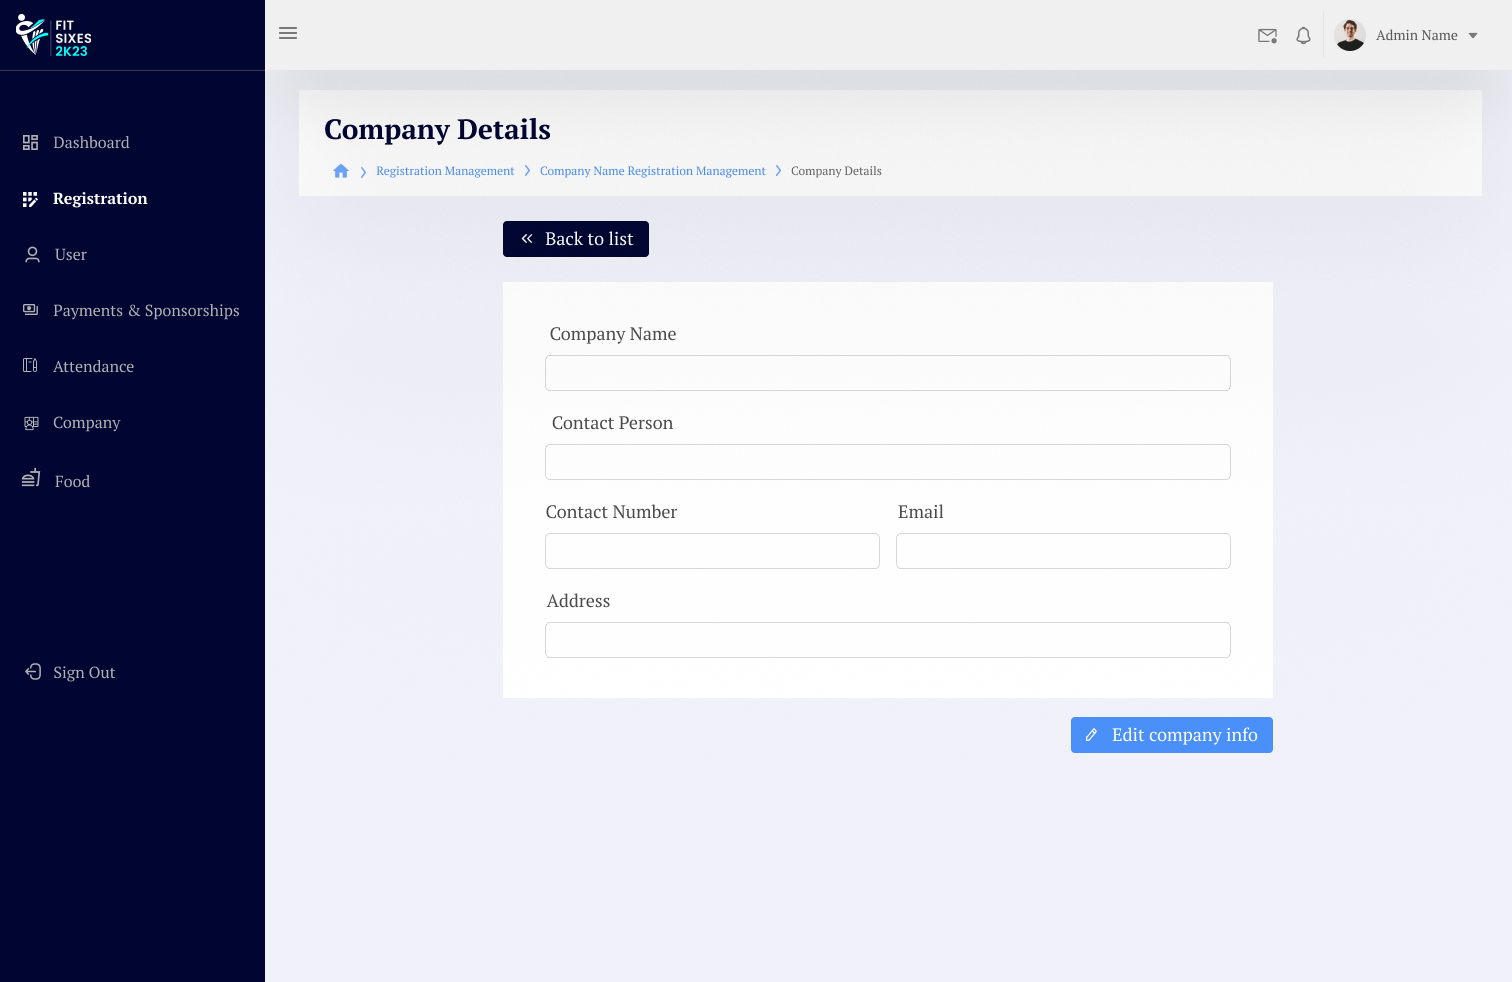 FIT
SIXES
2K23
Admin Name
Dashboard
Registration
User
Payments & Sponsorships
Attendance
Company
Food
Sign Out
Company Details
Registration Management
Company Name Registration Management
Company Details
Back to list
Company Name
Contact Person
Contact Number
Email
Address
Edit company info